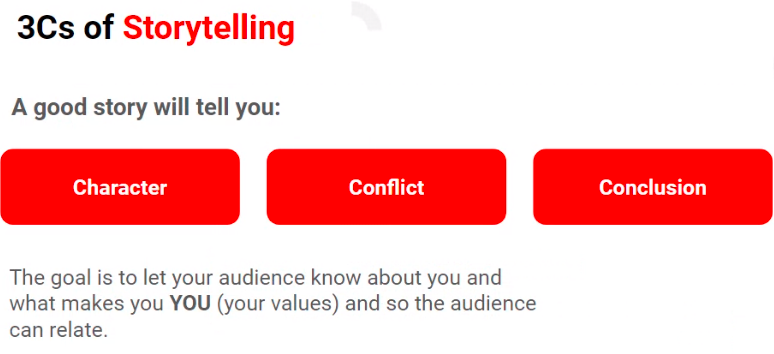 3Cs of Storytelling
A good story will tell you:
Character
Conflict
Conclusion
The goal is to let your audience know about you and
what makes you YOU (your values) and so the audience
can relate.